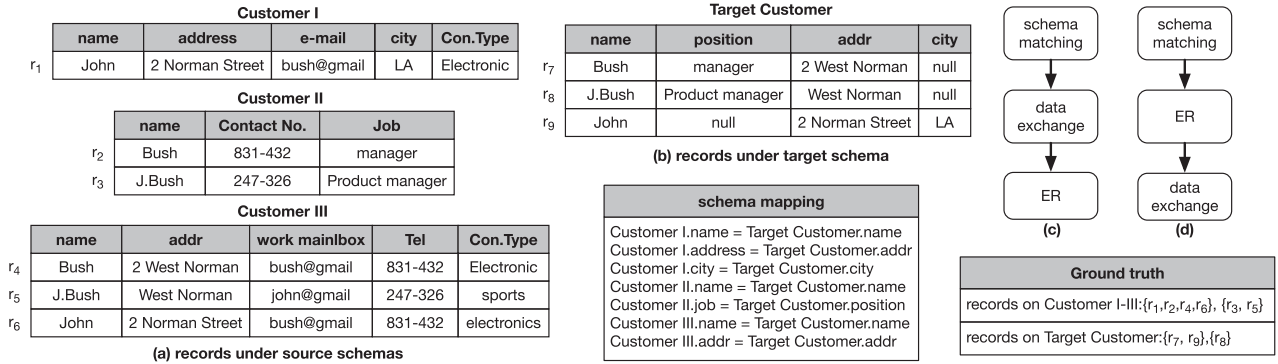 Customer I
name address e-mail city Con.Type
r1 John 2 Norman Street bush@gmail LA Electronic
Customer II
name Contact No. Job
r2 Bush 831-432 manager
r3 J.Bush 247-326 Product manager
Customer III
name addr work mainlbox Tel Con.Type
r4 Bush 2 West Norman bush@gmail 831-432 Electronic
r5 J.Bush West Norman john@gmail 247-326 sports
r6 John 2 Norman Street bush@gmail 831-432 electronics
(a) records under source schemas
Target Customer
name position addr city
r7 Bush manager 2 West Norman null
r8 J.Bush Product manager West Norman null
r9 John null 2 Norman Street LA
(b) records under target schema
schema mapping
Customer I.name = Target Customer.name
Customer I.address = Target Customer.addr
Customer I.city = Target Customer.city
Customer II.name = Target Customer.name
Customer II.job = Target Customer.position
Customer III.name = Target Customer.name
Customer III.addr = Target Customer.addr
schema
matching
data
exchange
ER
(c)
schema
matching
ER
data
exchange
(d)
Ground truth
records on Customer I-III:{r1,r2,r4,r6}, {r3, r5}
records on Target Customer:{r7, r9},{r8}